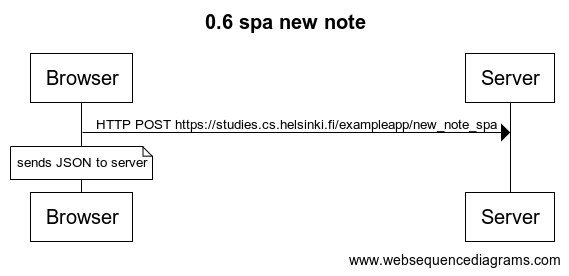 0.6 spa new note
Browser
Server
HTTP POST https://studies.cs.helsinki.fi/exampleapp/new_note_spa
sends JSON to server
Browser
Server
www.websequencediagrams.com